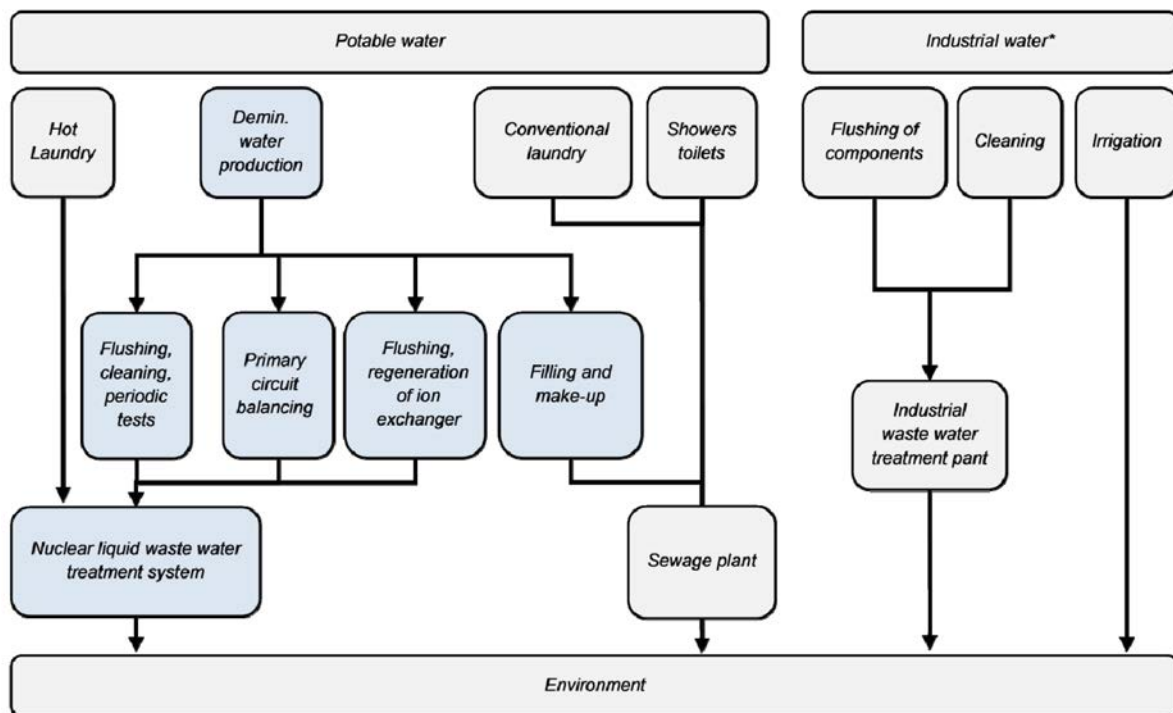 Potable water
Industrial water*
Hot
Laundry
Demin.
water
production
Conventional
laundry
Showers
toilets
Flushing of
components
Cleaning
Irrigation
Flushing,
cleaning,
periodic
tests
Primary
circuit
balancing
Flushing,
regeneration
of ion
exchanger
Filling and
make-up
Industrial
waste water
treatment pant
Nuclear liquid waste water
treatment system
Sewage plant
Environment